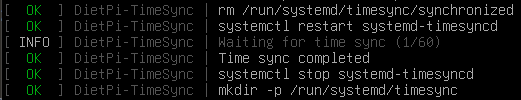 [  OK  ] DietPi-TimeSync | rm /run/systemd/timesync/synchronized
[  OK  ] DietPi-TimeSync | systemctl restart systemd-timesyncd
[ INFO ] DietPi-TimeSync | Waiting for time sync (1/60)
[  OK  ] DietPi-TimeSync | Time sync completed
[  OK  ] DietPi-TimeSync | systemctl stop systemd-timesyncd
[  OK  ] DietPi-TimeSync | mkdir -p /run/systemd/timesync